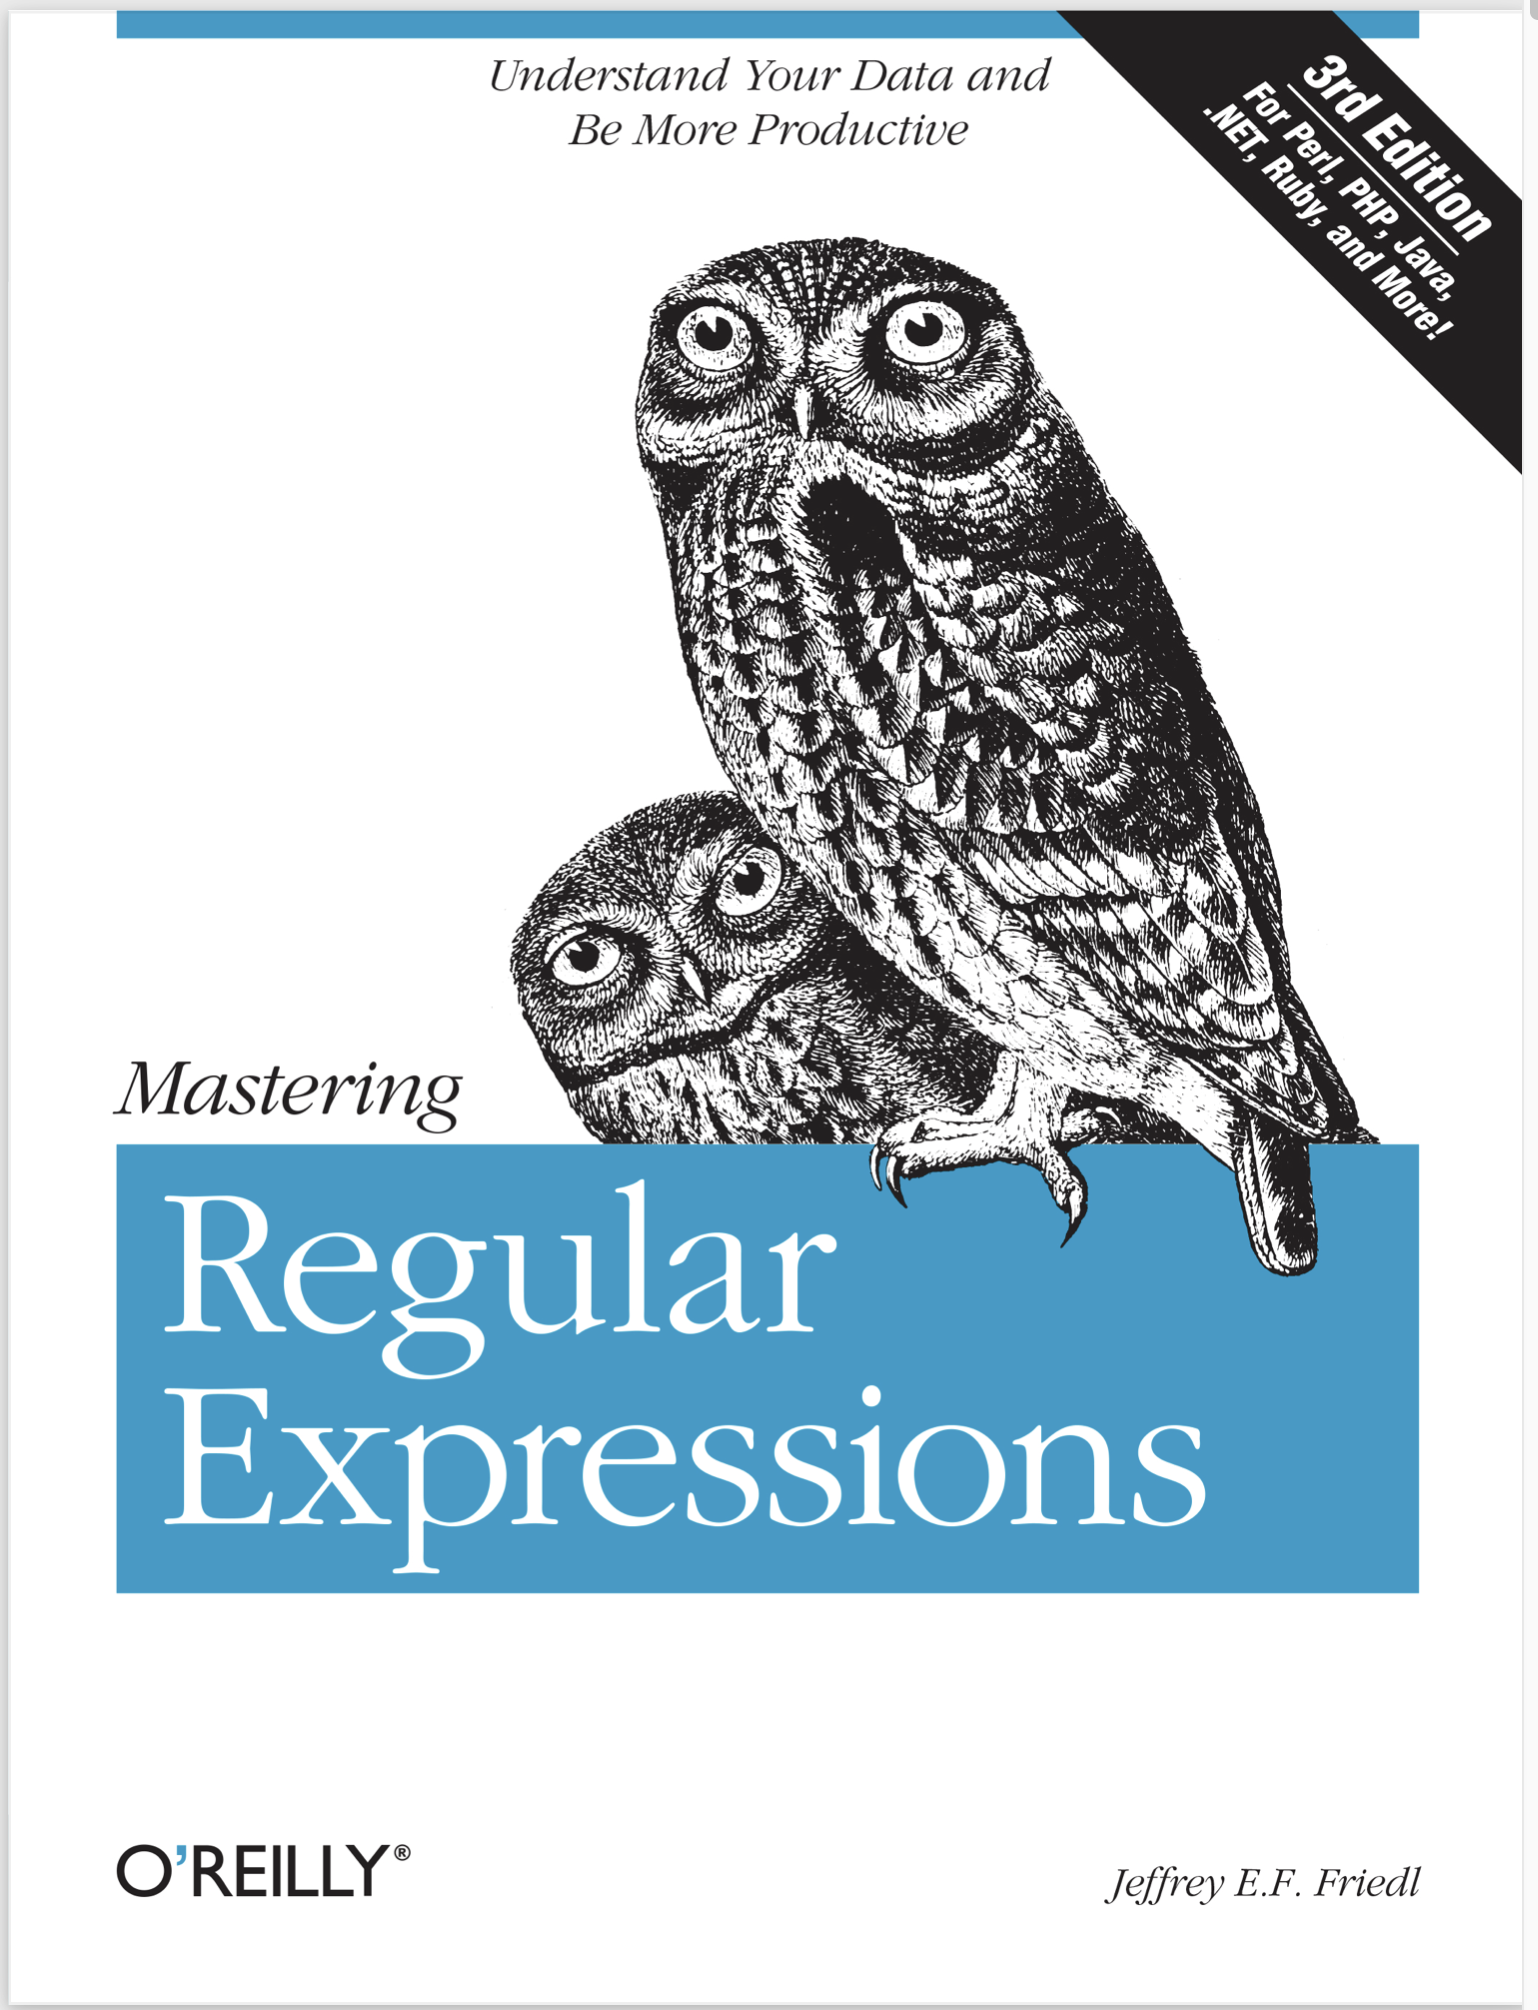 Understand Your Data and
Be More Productive
3rd Edition
For Perl, PHP, Java,
.NET, Ruby, and More!
Mastering
Regular
Expressions
O'REILLY®
Jeffrey E.F. Friedl